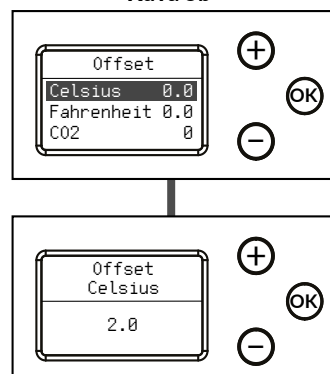 Offset
Celsius 0.0
Fahrenheit 0.0
CO2 0
+
OK
−
Offset
Celsius
2.0
+
OK
−